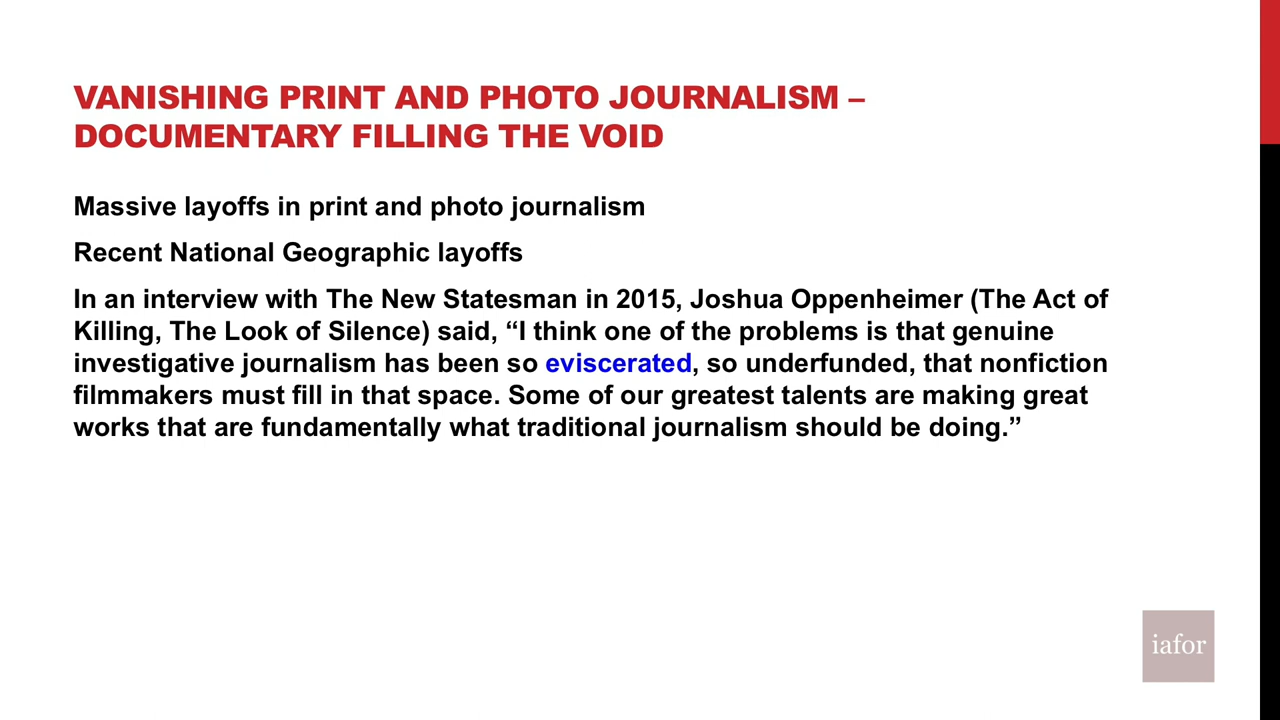 VANISHING PRINT AND PHOTO JOURNALISM –
DOCUMENTARY FILLING THE VOID
Massive layoffs in print and photo journalism
Recent National Geographic layoffs
In an interview with The New Statesman in 2015, Joshua Oppenheimer (The Act of
Killing, The Look of Silence) said, “I think one of the problems is that genuine
investigative journalism has been so eviscerated, so underfunded, that nonfiction
filmmakers must fill in that space. Some of our greatest talents are making great
works that are fundamentally what traditional journalism should be doing.”
iafor